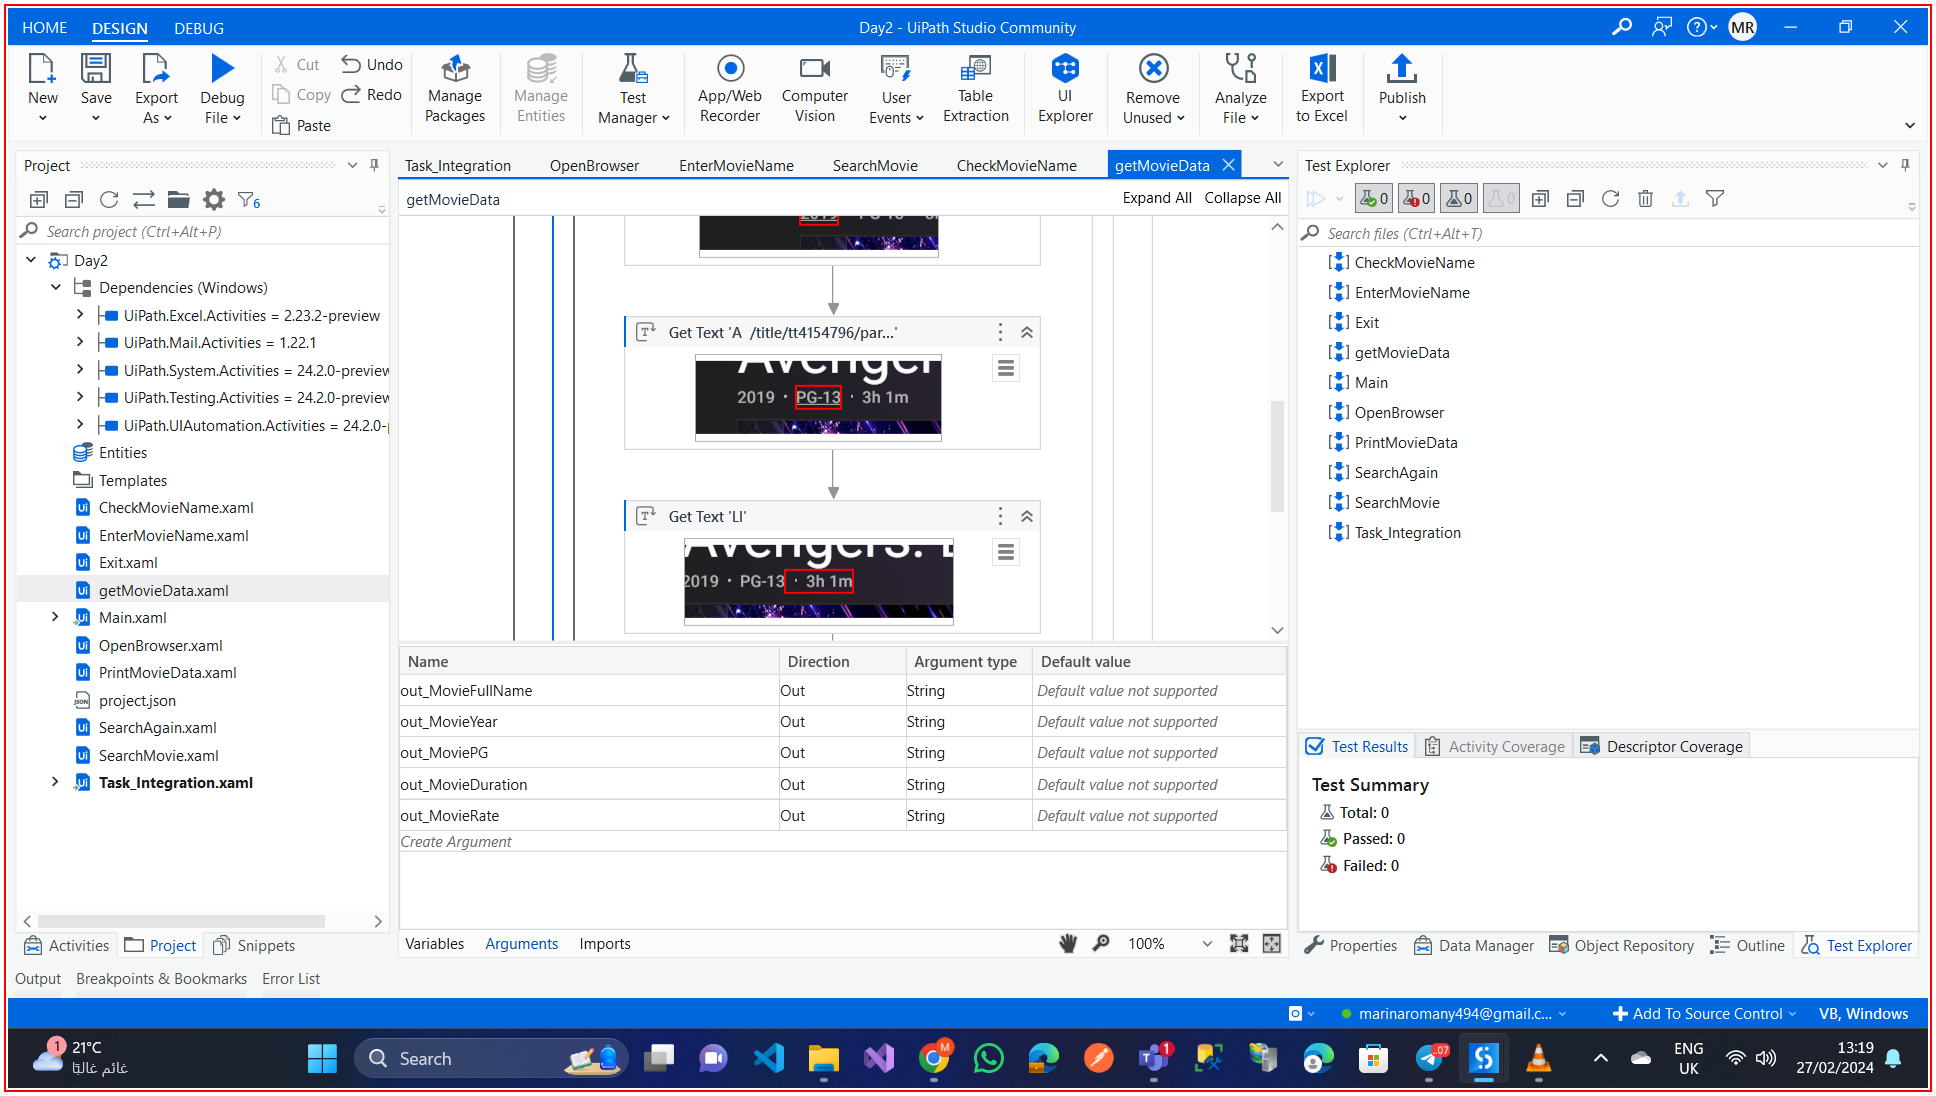 HOME DESIGN DEBUG
Day2 - UiPath Studio Community
MR
New
Save
Export As
Debug File
Cut
Copy
Paste
Undo
Redo
Manage Packages
Manage Entities
Test Manager
App/Web Recorder
Computer Vision
User Events
Table Extraction
UI Explorer
Remove Unused
Analyze File
Export to Excel
Publish
Project
6
Search project (Ctrl+Alt+P)
Day2
Dependencies (Windows)
UiPath.Excel.Activities = 2.23.2-preview
UiPath.Mail.Activities = 1.22.1
UiPath.System.Activities = 24.2.0-preview
UiPath.Testing.Activities = 24.2.0-preview
UiPath.UIAutomation.Activities = 24.2.0-
Entities
Templates
CheckMovieName.xaml
EnterMovieName.xaml
Exit.xaml
getMovieData.xaml
Main.xaml
OpenBrowser.xaml
PrintMovieData.xaml
project.json
SearchAgain.xaml
SearchMovie.xaml
Task_Integration.xaml
Activities Project Snippets
Task_Integration OpenBrowser EnterMovieName SearchMovie CheckMovieName getMovieData
getMovieData Expand All Collapse All
Get Text 'A /title/tt4154796/par...'
Avenger
2019 · PG-13 · 3h 1m
Get Text 'LI'
Avengers: E
2019 · PG-13 · 3h 1m
Name Direction Argument type Default value
out_MovieFullName Out String Default value not supported
out_MovieYear Out String Default value not supported
out_MoviePG Out String Default value not supported
out_MovieDuration Out String Default value not supported
out_MovieRate Out String Default value not supported
Create Argument
Variables Arguments Imports 100%
Test Explorer
0 0 0 0
Search files (Ctrl+Alt+T)
CheckMovieName
EnterMovieName
Exit
getMovieData
Main
OpenBrowser
PrintMovieData
SearchAgain
SearchMovie
Task_Integration
Test Results Activity Coverage Descriptor Coverage
Test Summary
Total: 0
Passed: 0
Failed: 0
Properties Data Manager Object Repository Outline Test Explorer
Output Breakpoints & Bookmarks Error List
marinaromany494@gmail.c... Add To Source Control VB, Windows
1
21°C
غائم غالبًا
Search
M
1
.07
ENG
UK
13:19
27/02/2024